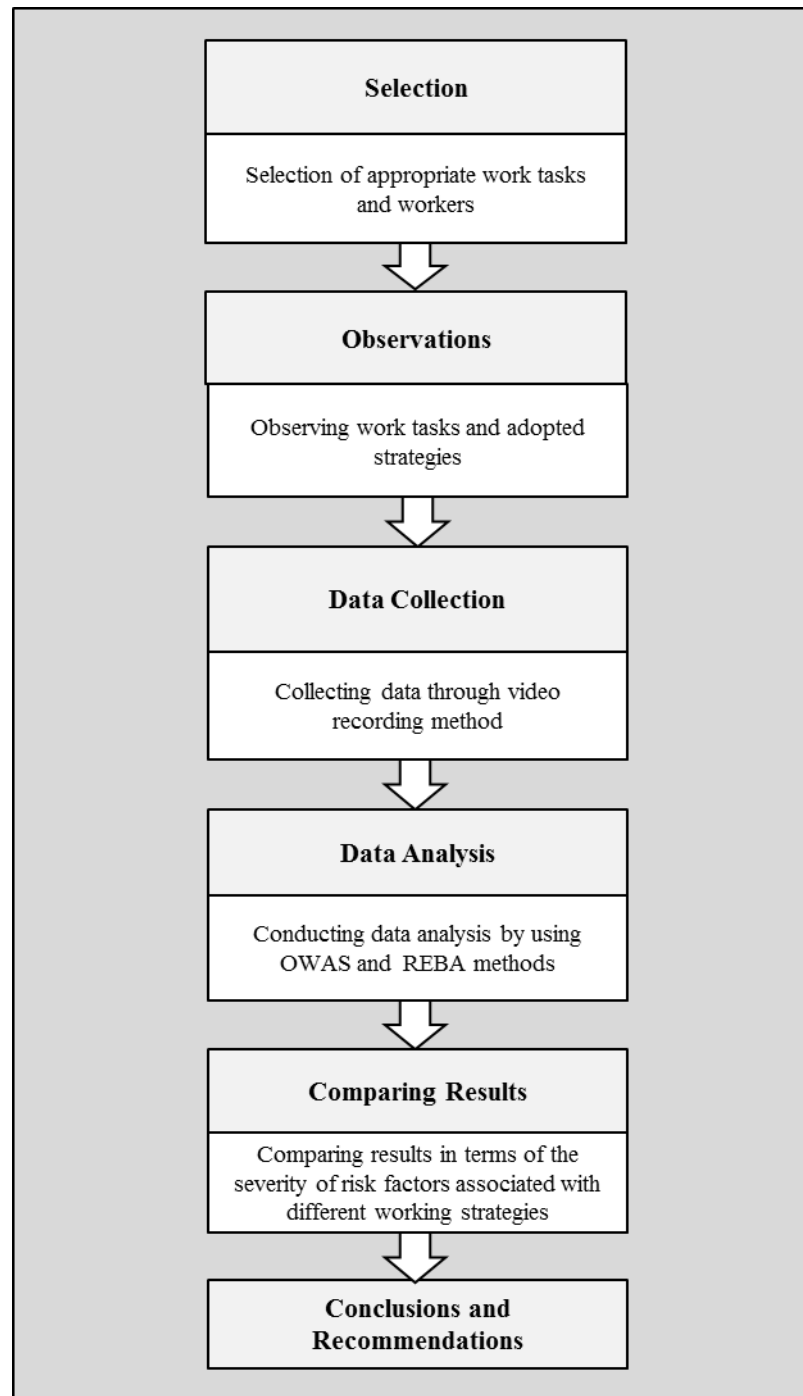 Selection
Selection of appropriate work tasks
and workers
Observations
Observing work tasks and adopted
strategies
Data Collection
Collecting data through video
recording method
Data Analysis
Conducting data analysis by using
OWAS and REBA methods
Comparing Results
Comparing results in terms of the
severity of risk factors associated with
different working strategies
Conclusions and
Recommendations